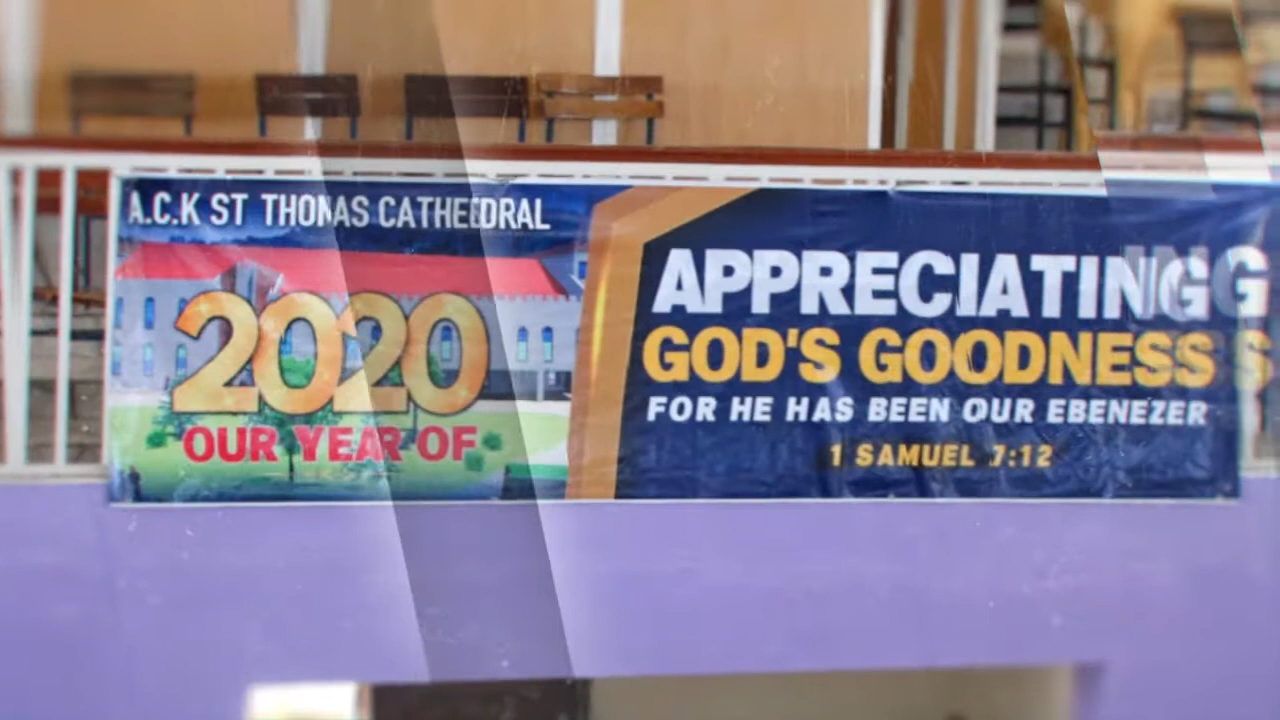 A.C.K ST THOMAS CATHEDRAL
2020
OUR YEAR OF
APPRECIATING
GOD'S GOODNESS
FOR HE HAS BEEN OUR EBENEZER
1 SAMUEL 7:12